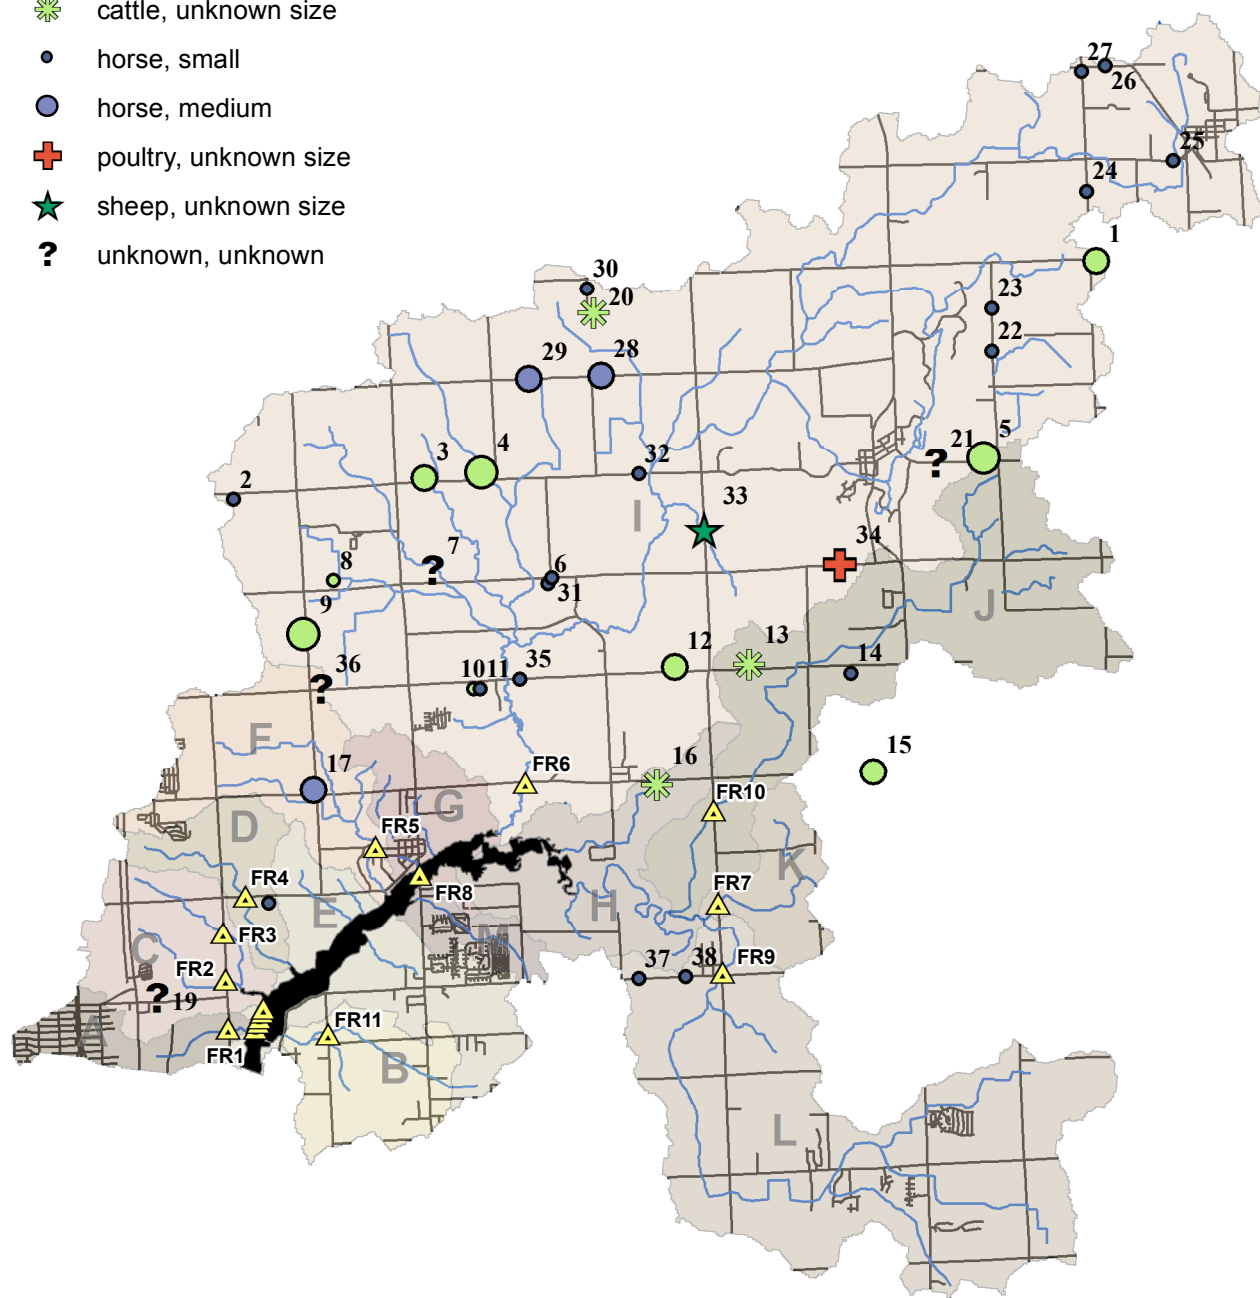 cattle, unknown size
horse, small
horse, medium
poultry, unknown size
sheep, unknown size
? unknown, unknown
27
26
25
24
1
30
20
23
22
29
28
5
21
?
3
4
32
2
33
I
34
7
?
8
6
31
9
J
13
12
36
?
35
10 11
14
F
17
16
15
FR6
FR10
G
D
FR5
K
FR4
FR8
FR7
E
H
FR3
C
M
FR2
37
38
FR9
?
19
A
FR11
FR1
B
L